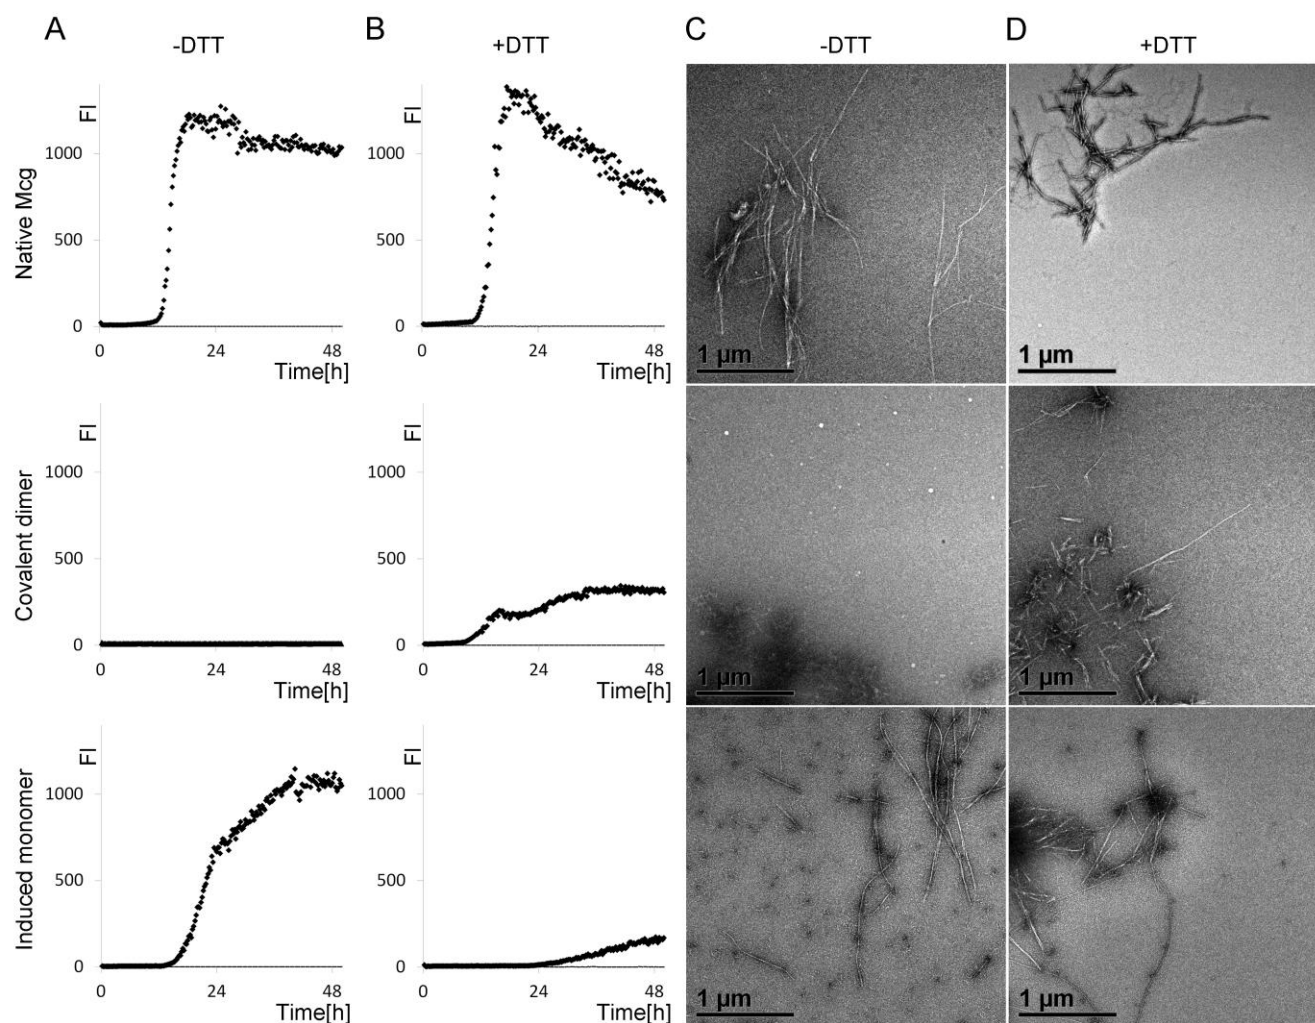 A
-DTT
B
+DTT
C
-DTT
D
+DTT
Native Mcg
FI
1000
500
0
0
24
48
Time[h]
FI
1000
500
0
0
24
48
Time[h]
1 µm
1 µm
Covalent dimer
FI
1000
500
0
0
24
48
Time[h]
FI
1000
500
0
0
24
48
Time[h]
1 µm
1 µm
Induced monomer
FI
1000
500
0
0
24
48
Time[h]
FI
1000
500
0
0
24
48
Time[h]
1 µm
1 µm